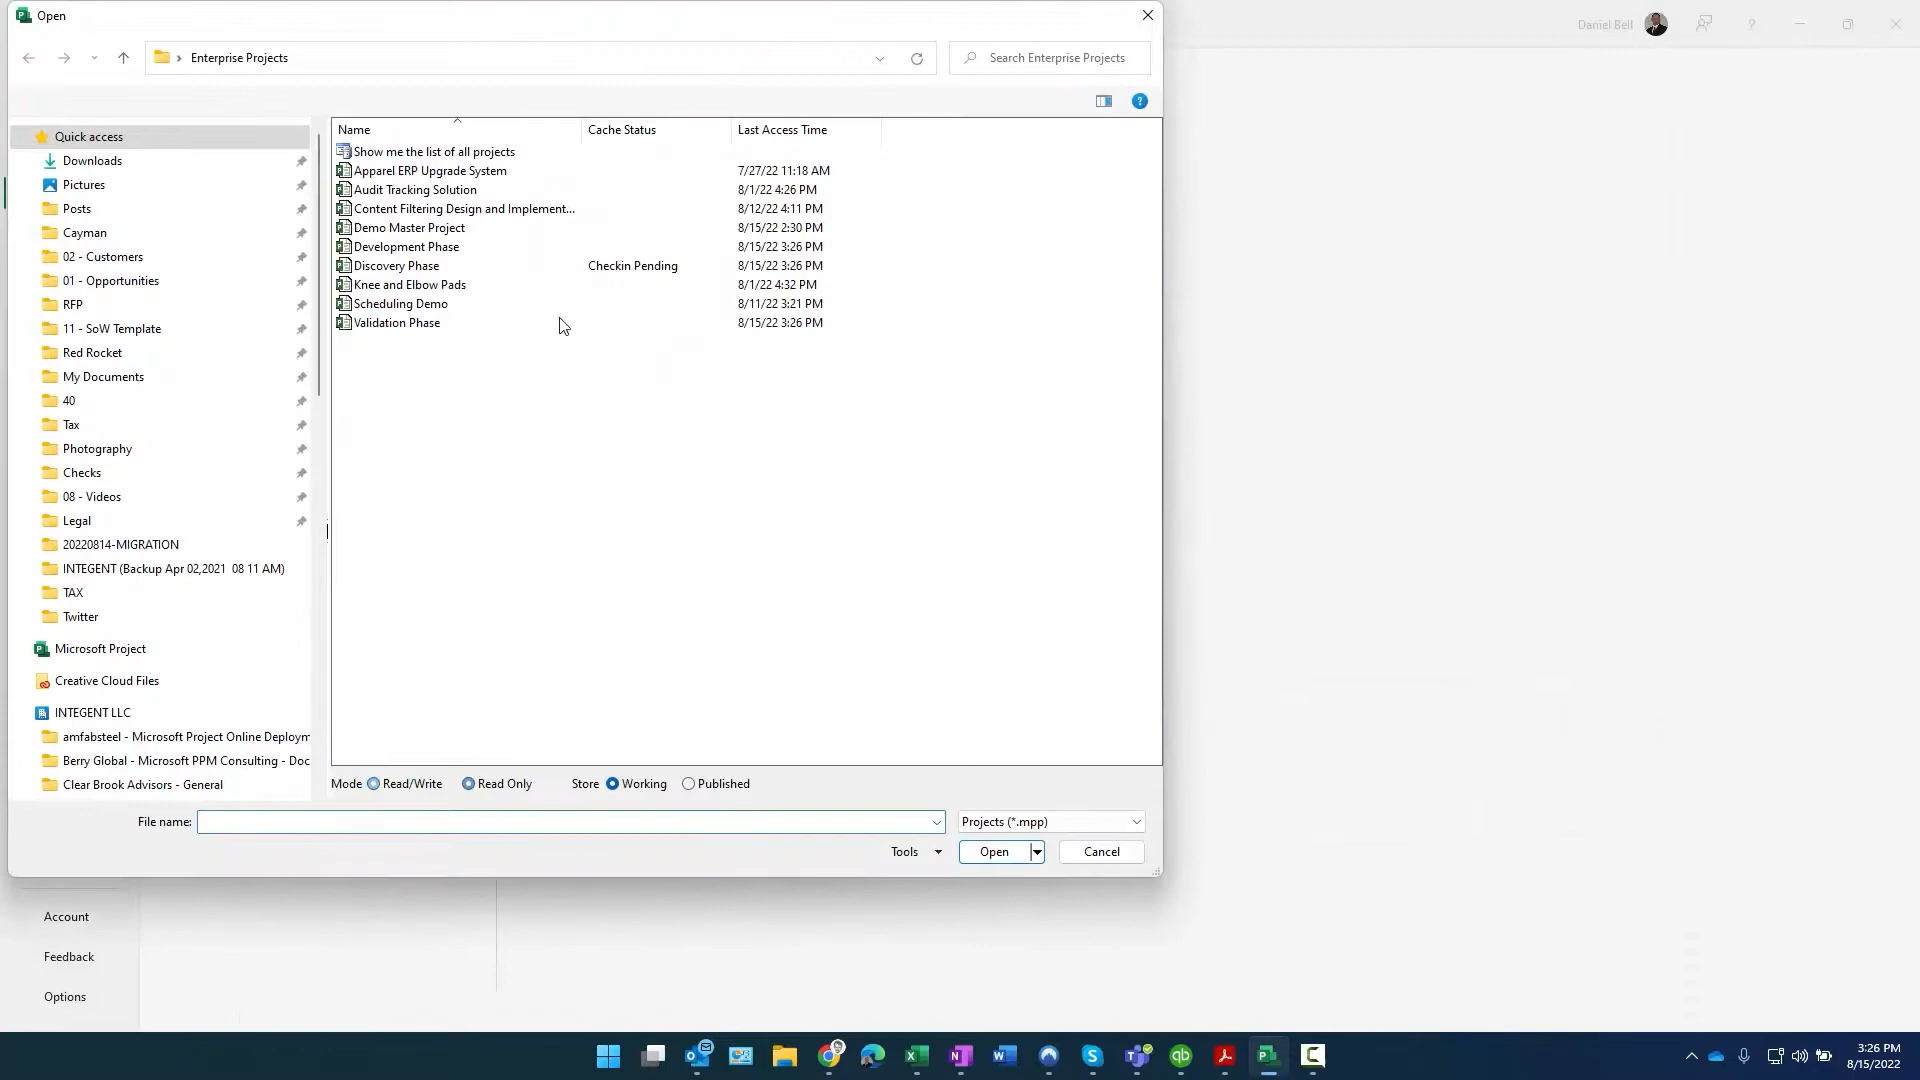 Open
Daniel Bell
?
Enterprise Projects
Search Enterprise Projects
?
Quick access
Downloads
Pictures
Posts
Cayman
02 - Customers
01 - Opportunities
RFP
11 - SoW Template
Red Rocket
My Documents
40
Tax
Photography
Checks
08 - Videos
Legal
20220814-MIGRATION
INTEGENT (Backup Apr 02,2021  08 11 AM)
TAX
Twitter
Microsoft Project
Creative Cloud Files
INTEGENT LLC
amfabsteel - Microsoft Project Online Deploym
Berry Global - Microsoft PPM Consulting - Doc
Clear Brook Advisors - General
Name Cache Status Last Access Time
Show me the list of all projects
Apparel ERP Upgrade System 7/27/22 11:18 AM
Audit Tracking Solution 8/1/22 4:26 PM
Content Filtering Design and Implement... 8/12/22 4:11 PM
Demo Master Project 8/15/22 2:30 PM
Development Phase 8/15/22 3:26 PM
Discovery Phase Checkin Pending 8/15/22 3:26 PM
Knee and Elbow Pads 8/1/22 4:32 PM
Scheduling Demo 8/11/22 3:21 PM
Validation Phase 8/15/22 3:26 PM
Mode Read/Write Read Only Store Working Published
File name: Projects (*.mpp)
Tools Open Cancel
Account
Feedback
Options
3:26 PM
8/15/2022